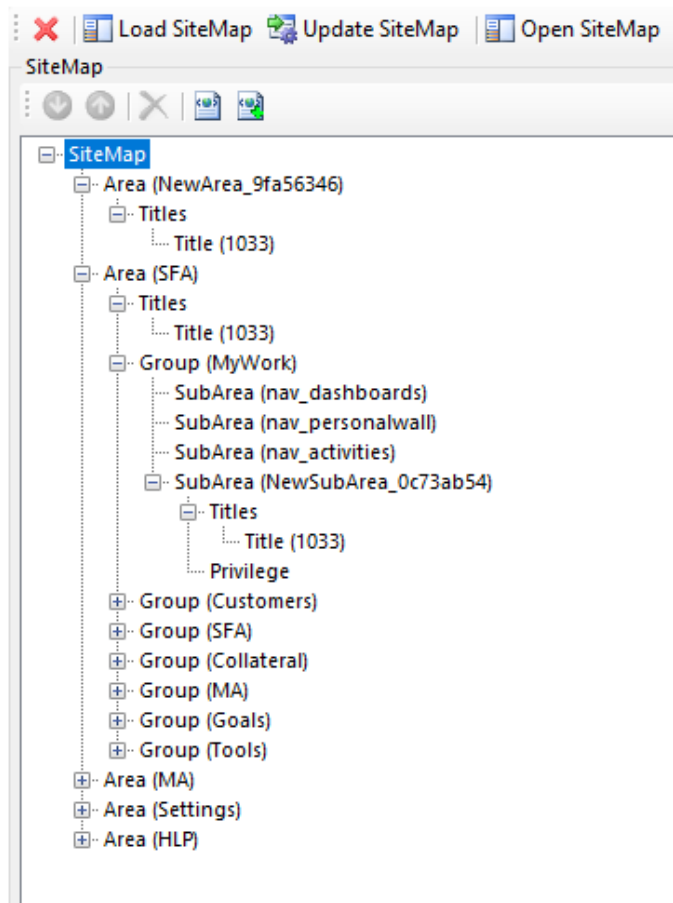 Load SiteMap Update SiteMap Open SiteMap
SiteMap
SiteMap
Area (NewArea_9fa56346)
Titles
Title (1033)
Area (SFA)
Titles
Title (1033)
Group (MyWork)
SubArea (nav_dashboards)
SubArea (nav_personalwall)
SubArea (nav_activities)
SubArea (NewSubArea_0c73ab54)
Titles
Title (1033)
Privilege
Group (Customers)
Group (SFA)
Group (Collateral)
Group (MA)
Group (Goals)
Group (Tools)
Area (MA)
Area (Settings)
Area (HLP)